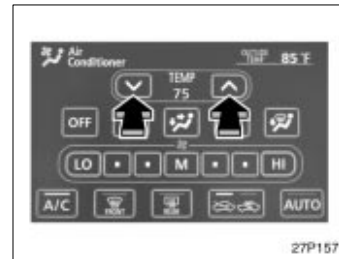 Air
Conditioner
OUTSIDE
TEMP 85°F
TEMP
75
OFF
LO M HI
A/C FRONT REAR AUTO
27P157